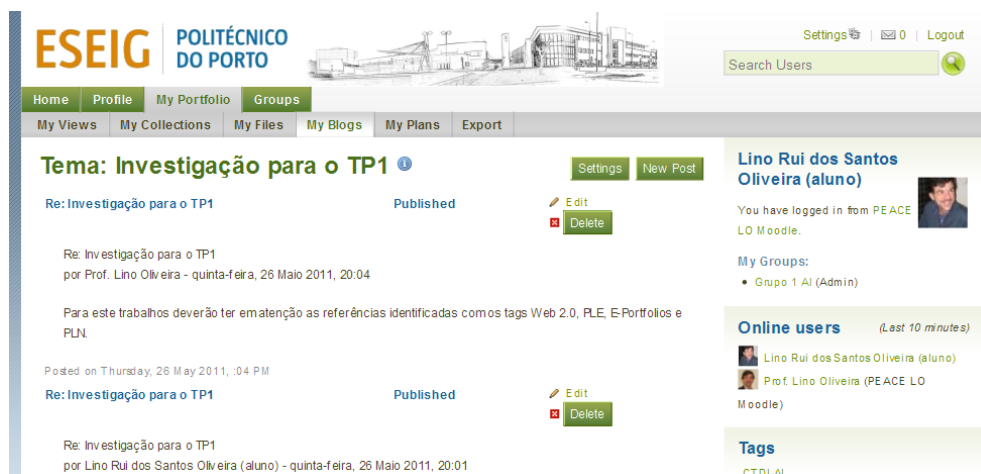 ESEIG
POLITÉCNICO
DO PORTO
Settings | 0 | Logout
Search Users
Home Profile My Portfolio Groups
My Views My Collections My Files My Blogs My Plans Export
Tema: Investigação para o TP1
Settings New Post
Re: Investigação para o TP1 Published Edit
Delete
Re: Investigação para o TP1
por Prof. Lino Oliveira - quinta-feira, 26 Maio 2011, 20:04
Para este trabalhos deverão ter em atenção as referências identificadas com os tags Web 2.0, PLE, E-Portfolios e
PLN.
Posted on Thursday, 26 May 2011, :04 PM
Re: Investigação para o TP1 Published Edit
Delete
Re: Investigação para o TP1
por Lino Rui dos Santos Oliveira (aluno) - quinta-feira, 26 Maio 2011, 20:01
Lino Rui dos Santos
Oliveira (aluno)
You have logged in from PEACE
LO Moodle.
My Groups:
Grupo 1 AI (Admin)
Online users (Last 10 minutes)
Lino Rui dos Santos Oliveira (aluno)
Prof. Lino Oliveira (PEACE LO
Moodle)
Tags